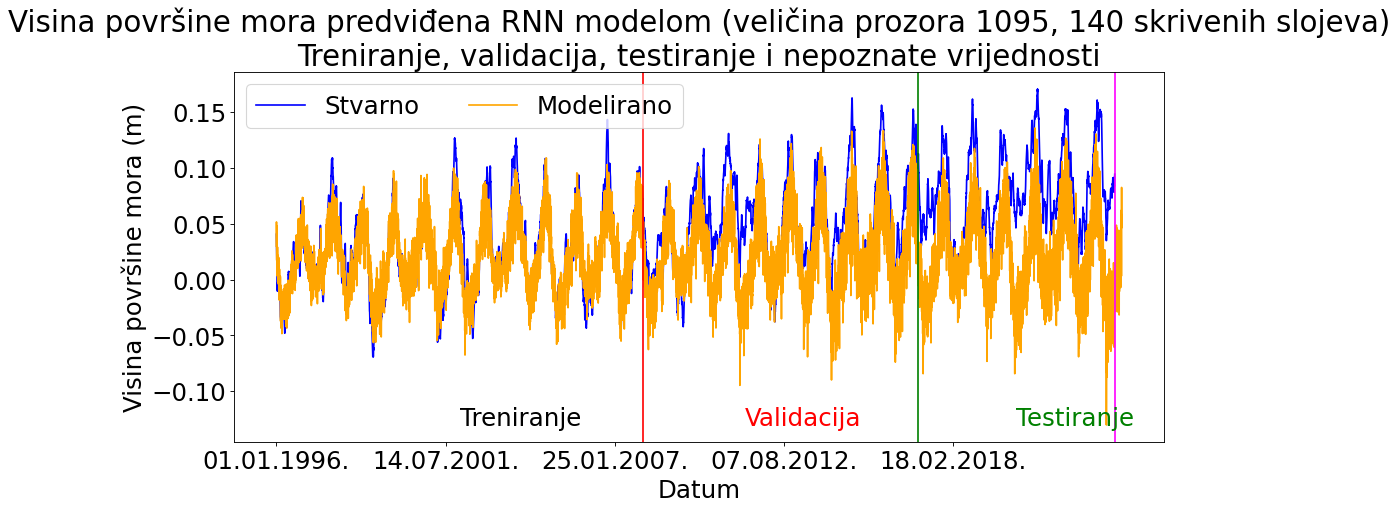 Visina površine mora predviđena RNN modelom (veličina prozora 1095, 140 skrivenih slojeva)
Treniranje, validacija, testiranje i nepoznate vrijednosti
Stvarno Modelirano
Visina površine mora (m)
0.15
0.10
0.05
0.00
−0.05
−0.10
Treniranje Validacija Testiranje
01.01.1996. 14.07.2001. 25.01.2007. 07.08.2012. 18.02.2018.
Datum